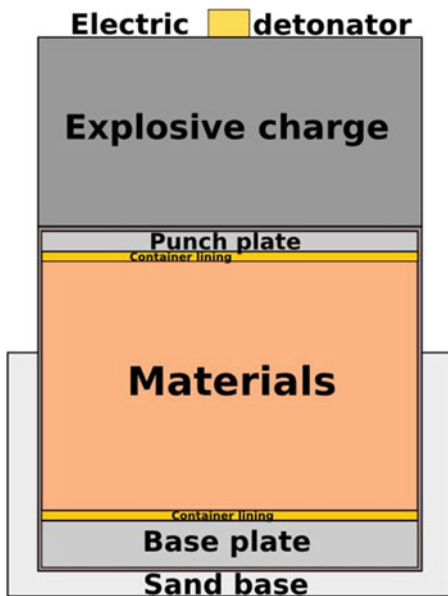 Electric detonator
Explosive charge
Punch plate
Container lining
Materials
Container lining
Base plate
Sand base